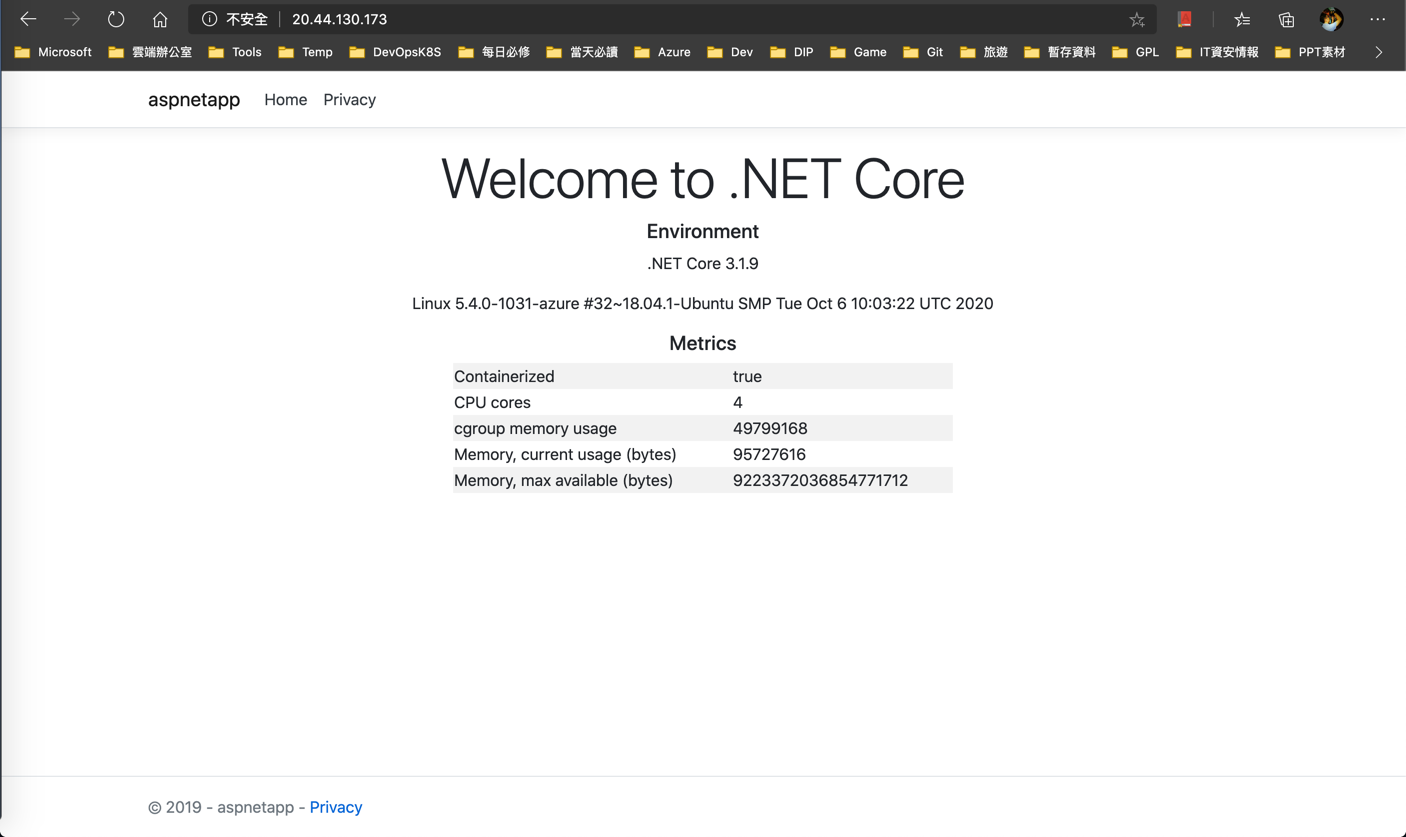 不安全 20.44.130.173
Microsoft 雲端辦公室 Tools Temp DevOpsK8S 每日必修 當天必讀 Azure Dev DIP Game Git 旅遊 暫存資料 GPL IT資安情報 PPT素材
aspnetapp Home Privacy
Welcome to .NET Core
Environment
.NET Core 3.1.9
Linux 5.4.0-1031-azure #32~18.04.1-Ubuntu SMP Tue Oct 6 10:03:22 UTC 2020
Metrics
Containerized true
CPU cores 4
cgroup memory usage 49799168
Memory, current usage (bytes) 95727616
Memory, max available (bytes) 9223372036854771712
© 2019 - aspnetapp - Privacy